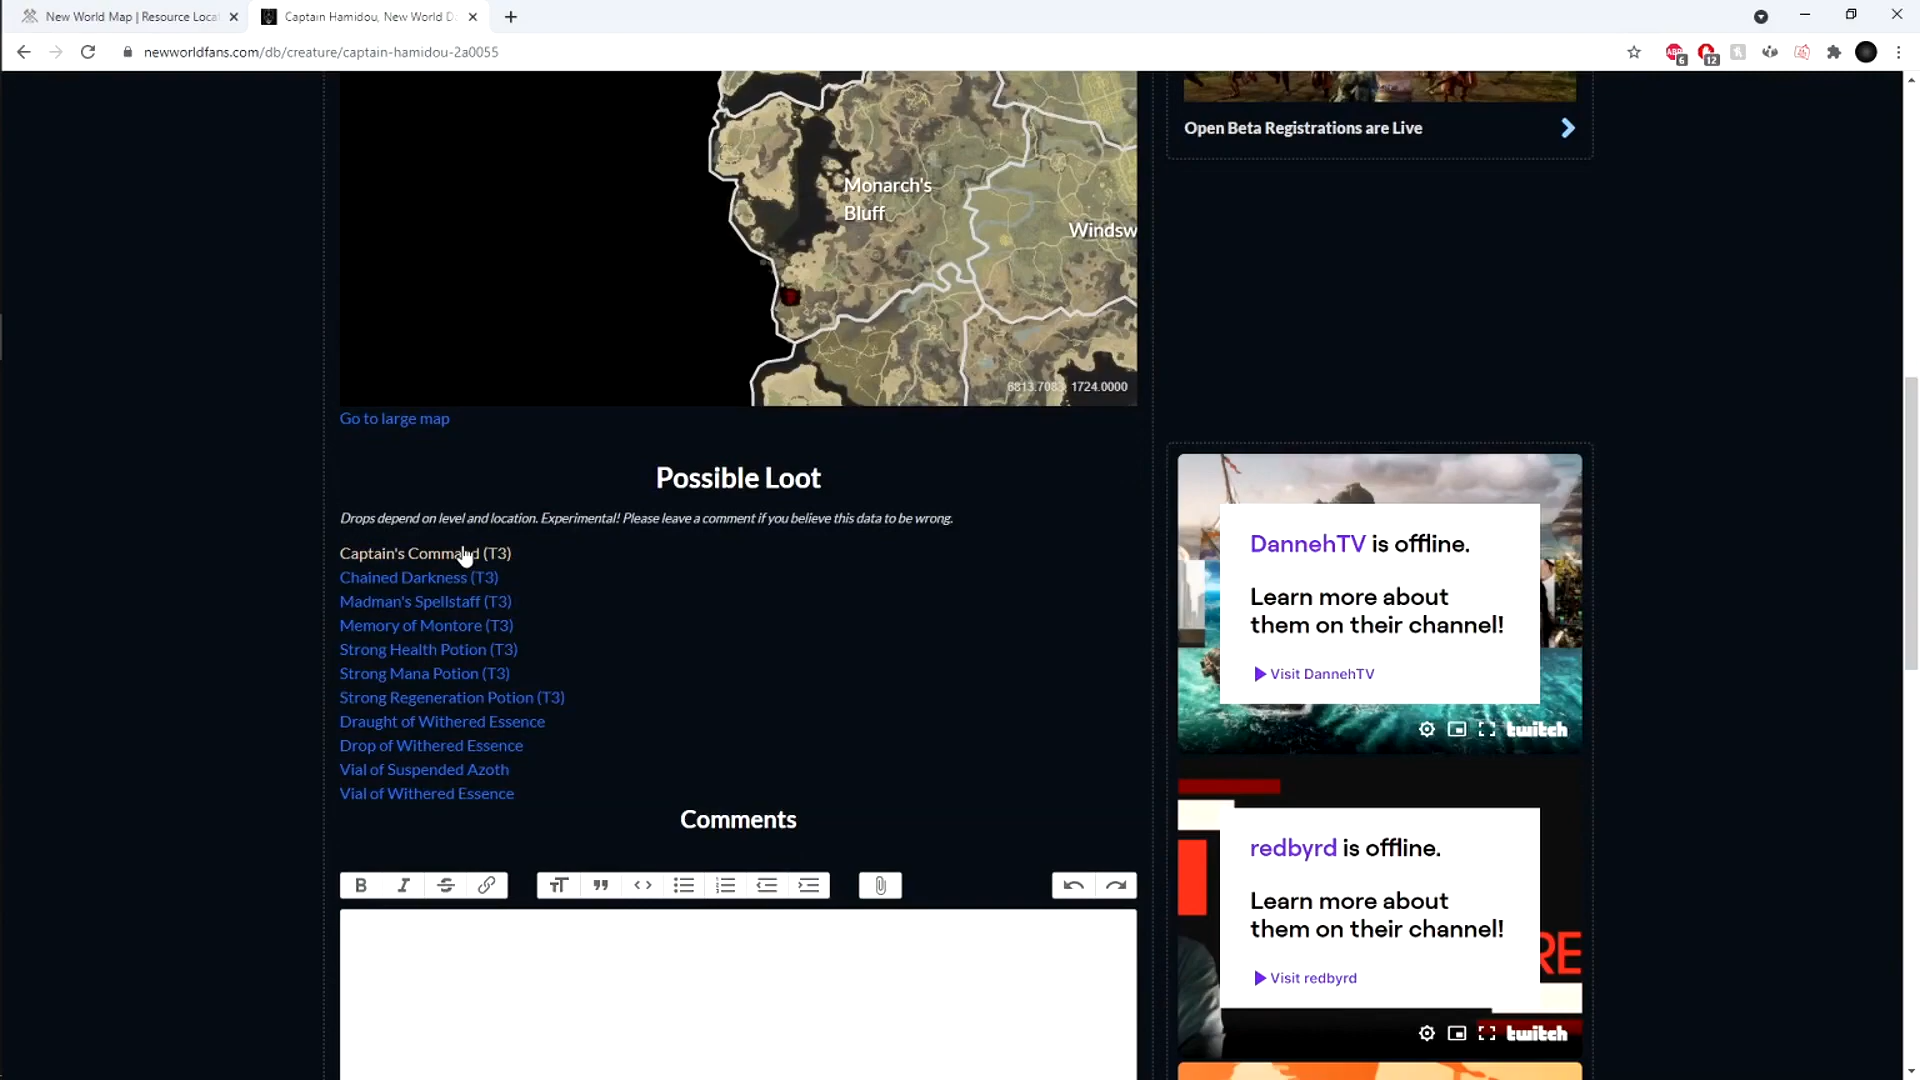 New World Map | Resource Locat
Captain Hamidou, New World D
newworldfans.com/db/creature/captain-hamidou-2a0055
6
12
Monarch's
Bluff
Windsw
6813.7083, 1724.0000
Go to large map
Open Beta Registrations are Live
Possible Loot
Drops depend on level and location. Experimental! Please leave a comment if you believe this data to be wrong.
Captain's Command (T3)
Chained Darkness (T3)
Madman's Spellstaff (T3)
Memory of Montore (T3)
Strong Health Potion (T3)
Strong Mana Potion (T3)
Strong Regeneration Potion (T3)
Draught of Withered Essence
Drop of Withered Essence
Vial of Suspended Azoth
Vial of Withered Essence
Comments
DannehTV is offline.
Learn more about
them on their channel!
Visit DannehTV
twitch
redbyrd is offline.
Learn more about
them on their channel!
Visit redbyrd
RE
twitch